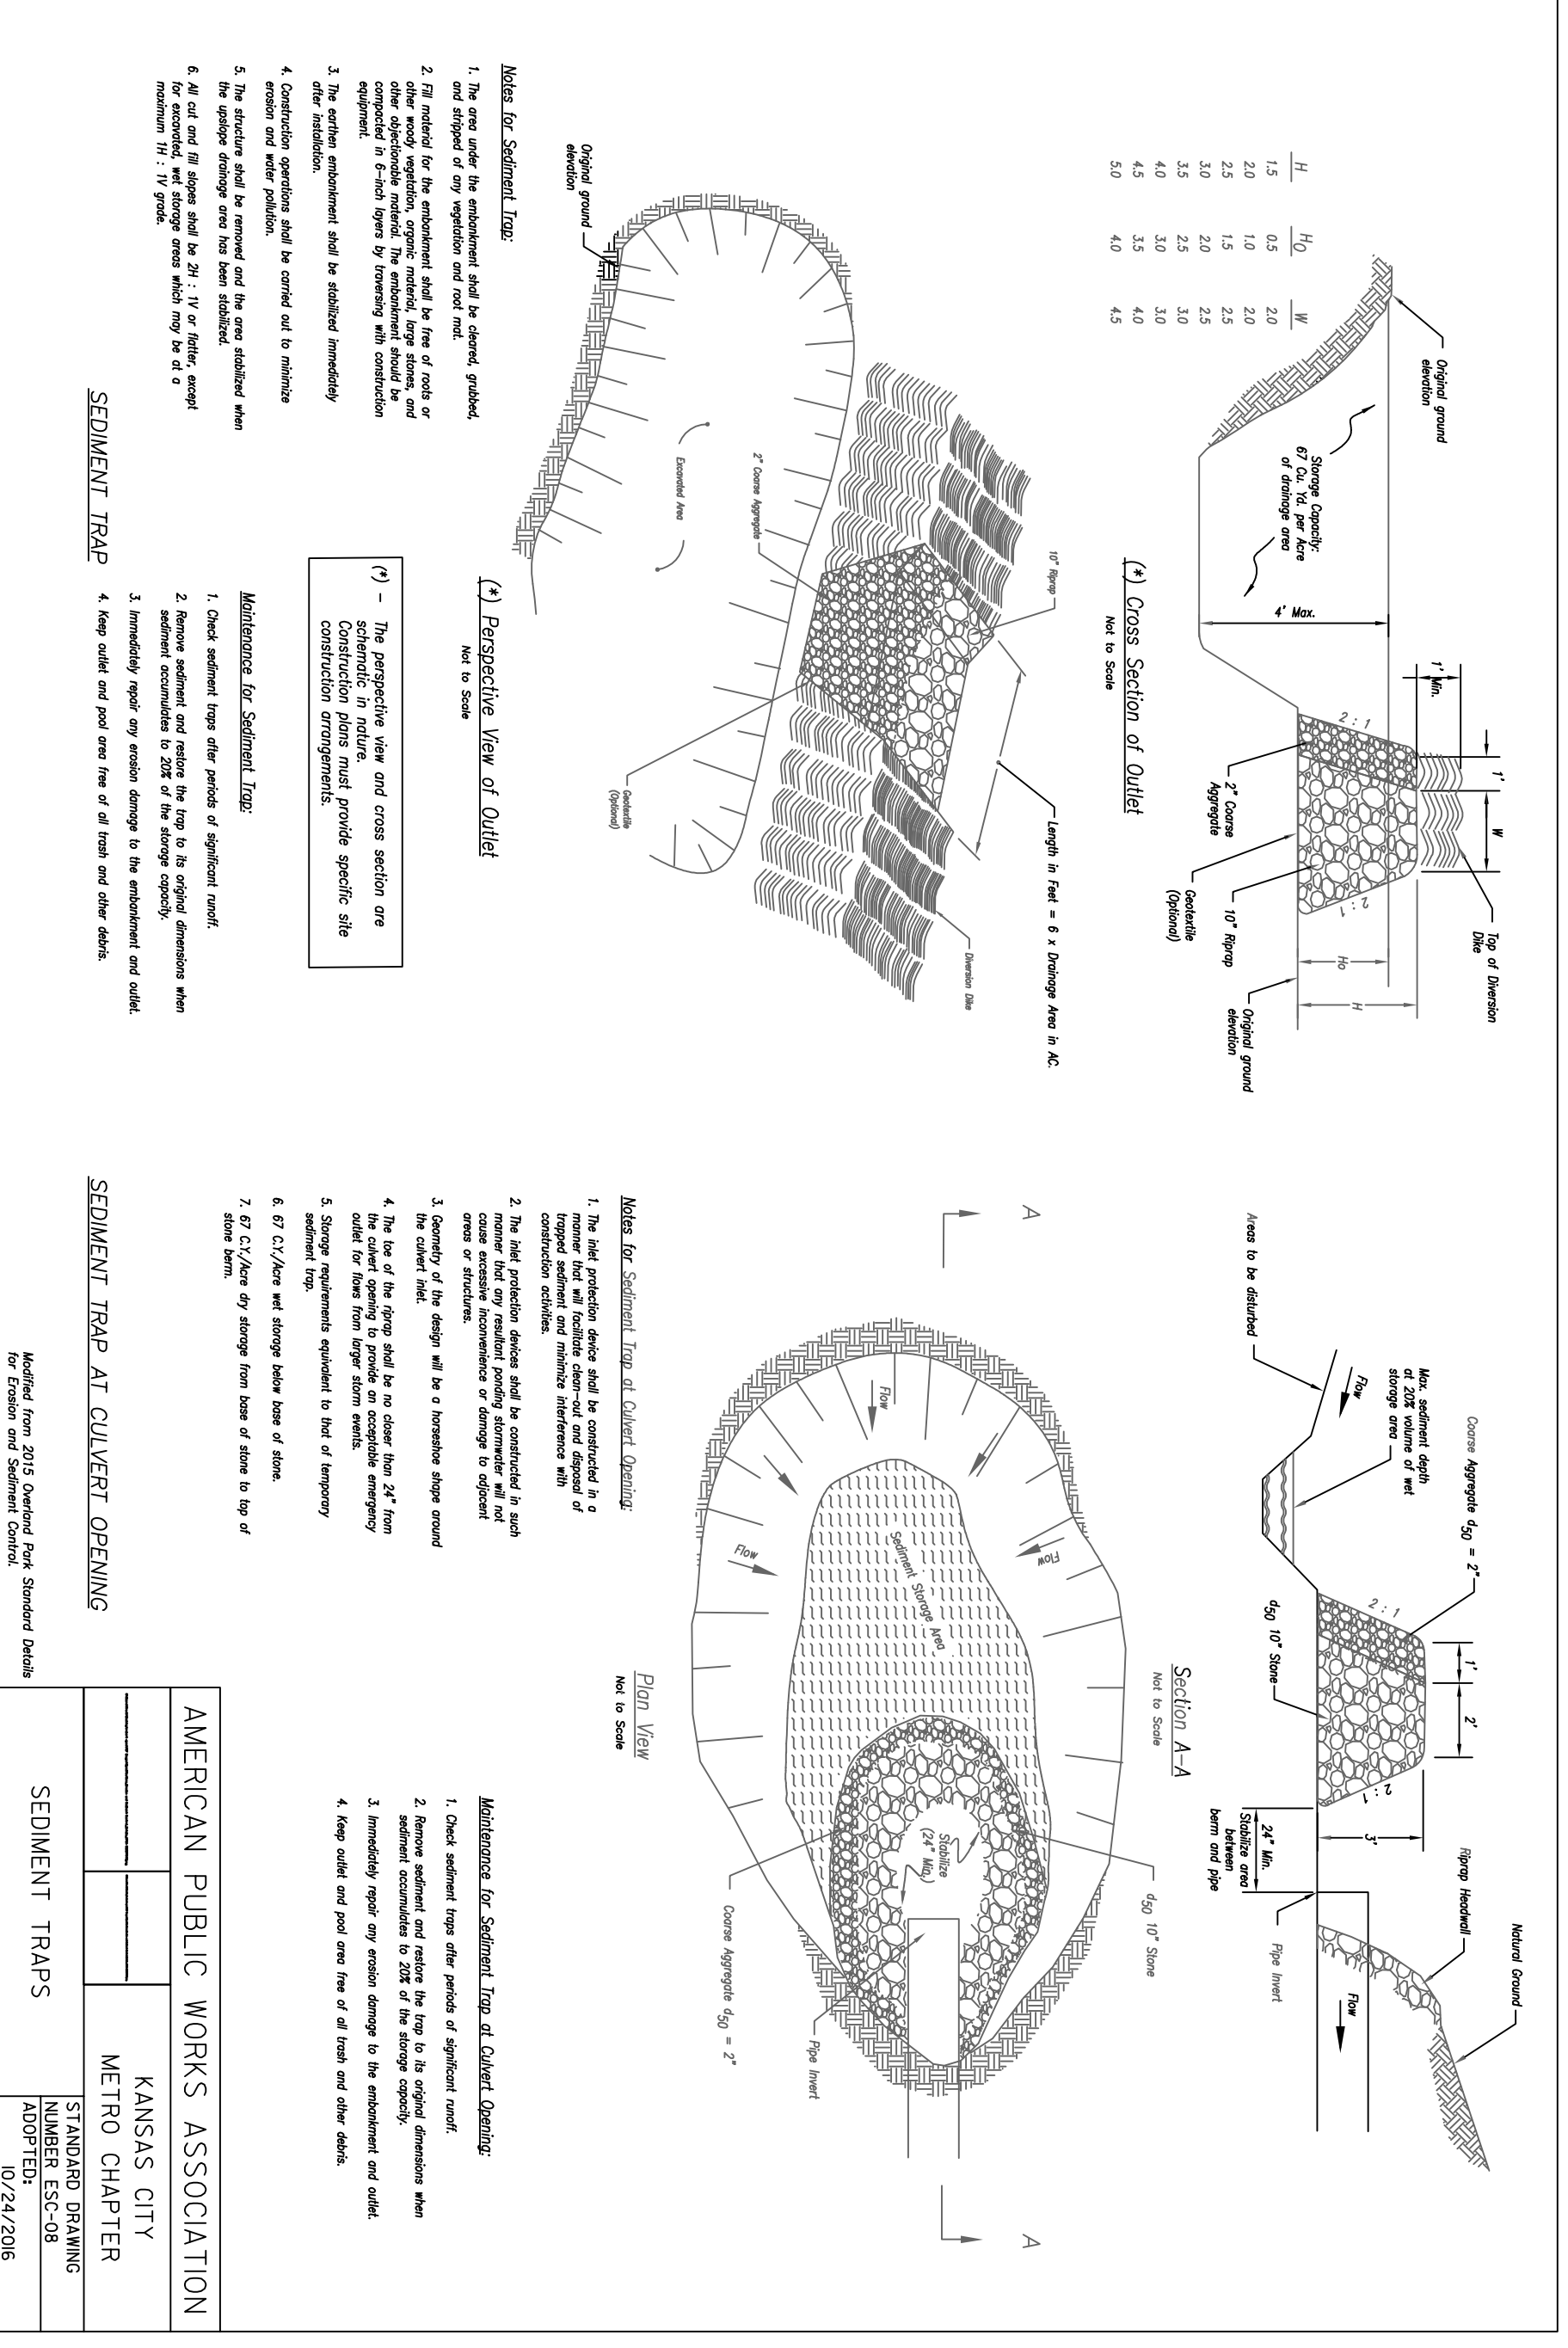 H H₀ W
1.5 0.5 2.0
2.0 1.0 2.0
2.5 1.5 2.5
3.0 2.0 2.5
3.5 2.5 3.0
4.0 3.0 3.0
4.5 3.5 4.0
5.0 4.0 4.5
Original ground
elevation
Storage Capacity:
67 Cu. Yd. per Acre
of drainage area
4' Max.
1' Min.
1'
W
Top of Diversion
Dike
2 : 1
2 : 1
2" Coarse
Aggregate
10" Riprap
Geotextile
(Optional)
Ho
H
Original ground
elevation
(*) Cross Section of Outlet
Not to Scale
Length in Feet = 6 x Drainage Area in AC.
10" Riprap
2" Coarse Aggregate
Excavated Area
Original ground
elevation
Diversion Dike
Geotextile
(Optional)
(*) Perspective View of Outlet
Not to Scale
Notes for Sediment Trap:
1. The area under the embankment shall be cleared, grubbed,
and stripped of any vegetation and root mat.
2. Fill material for the embankment shall be free of roots or
other woody vegetation, organic material, large stones, and
other objectionable material. The embankment should be
compacted in 6-inch layers by traversing with construction
equipment.
3. The earthen embankment shall be stabilized immediately
after installation.
4. Construction operations shall be carried out to minimize
erosion and water pollution.
5. The structure shall be removed and the area stabilized when
the upslope drainage area has been stabilized.
6. All cut and fill slopes shall be 2H : 1V or flatter, except
for excavated, wet storage areas which may be at a
maximum 1H : 1V grade.
(*) - The perspective view and cross section are
schematic in nature.
Construction plans must provide specific site
construction arrangements.
Maintenance for Sediment Trap:
1. Check sediment traps after periods of significant runoff.
2. Remove sediment and restore the trap to its original dimensions when
sediment accumulates to 20% of the storage capacity.
3. Immediately repair any erosion damage to the embankment and outlet.
4. Keep outlet and pool area free of all trash and other debris.
SEDIMENT TRAP
Areas to be disturbed
Flow
Max. sediment depth
at 20% volume of wet
storage area
Coarse Aggregate d50 = 2"
2 : 1
d50 10" Stone
1'
2'
2 : 1
3'
24" Min.
Stabilize area
between
berm and pipe
Riprap Headwall
Natural Ground
Pipe Invert
Flow
Section A-A
Not to Scale
A
A
Flow
Flow
Flow
Sediment Storage Area
Stabilize
(24" Min.)
d50 10" Stone
Pipe Invert
Coarse Aggregate d50 = 2"
Plan View
Not to Scale
Notes for Sediment Trap at Culvert Opening:
1. The inlet protection device shall be constructed in a
manner that will facilitate clean-out and disposal of
trapped sediment and minimize interference with
construction activities.
2. The inlet protection devices shall be constructed in such
manner that any resultant ponding stormwater will not
cause excessive inconvenience or damage to adjacent
areas or structures.
3. Geometry of the design will be a horseshoe shape around
the culvert inlet.
4. The toe of the riprap shall be no closer than 24" from
the culvert opening to provide an acceptable emergency
outlet for flows from larger storm events.
5. Storage requirements equivalent to that of temporary
sediment trap.
6. 67 C.Y./Acre wet storage below base of stone.
7. 67 C.Y./Acre dry storage from base of stone to top of
stone berm.
Maintenance for Sediment Trap at Culvert Opening:
1. Check sediment traps after periods of significant runoff.
2. Remove sediment and restore the trap to its original dimensions when
sediment accumulates to 20% of the storage capacity.
3. Immediately repair any erosion damage to the embankment and outlet.
4. Keep outlet and pool area free of all trash and other debris.
SEDIMENT TRAP AT CULVERT OPENING
Modified from 2015 Overland Park Standard Details
for Erosion and Sediment Control.
AMERICAN PUBLIC WORKS ASSOCIATION
KANSAS CITY
METRO CHAPTER
SEDIMENT TRAPS
STANDARD DRAWING
NUMBER ESC-08
ADOPTED:
10/24/2016